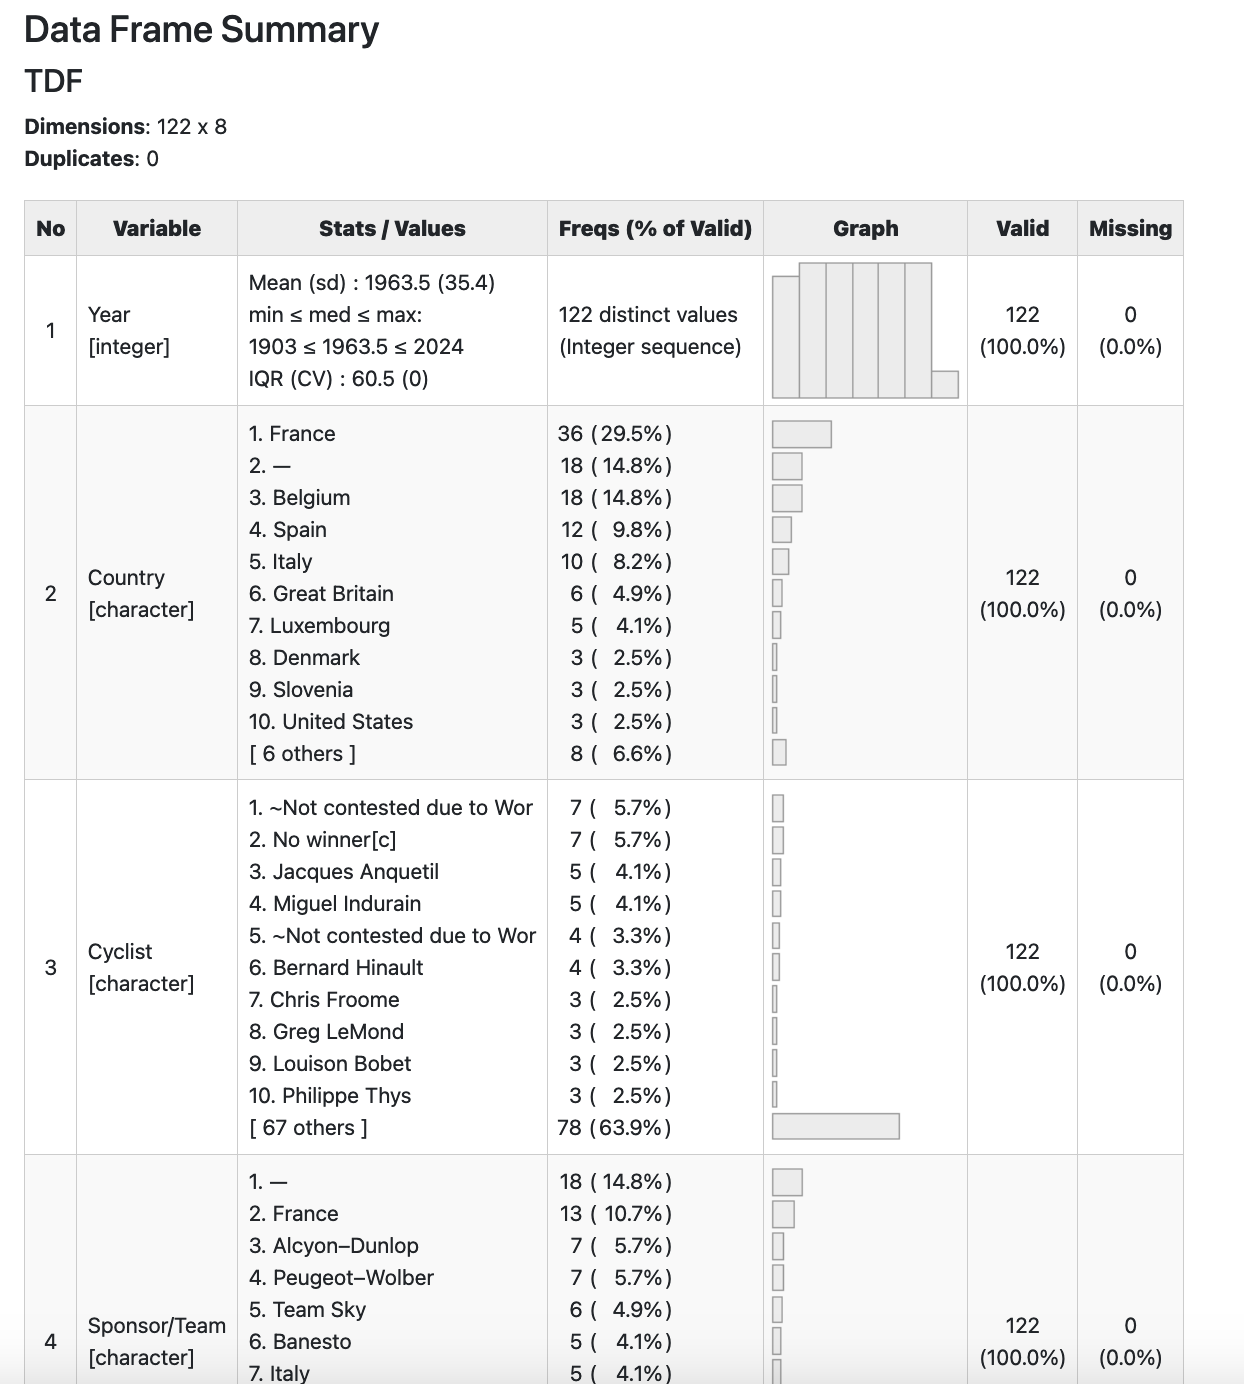 Data Frame Summary
TDF
Dimensions: 122 x 8
Duplicates: 0
No Variable Stats / Values Freqs (% of Valid) Graph Valid Missing
1
Year
[integer]
Mean (sd) : 1963.5 (35.4)
min ≤ med ≤ max:
1903 ≤ 1963.5 ≤ 2024
IQR (CV) : 60.5 (0)
122 distinct values
(Integer sequence)
122
(100.0%)
0
(0.0%)
2
Country
[character]
1. France
2. —
3. Belgium
4. Spain
5. Italy
6. Great Britain
7. Luxembourg
8. Denmark
9. Slovenia
10. United States
[ 6 others ]
36 (29.5%)
18 (14.8%)
18 (14.8%)
12 ( 9.8%)
10 ( 8.2%)
6 ( 4.9%)
5 ( 4.1%)
3 ( 2.5%)
3 ( 2.5%)
3 ( 2.5%)
8 ( 6.6%)
122
(100.0%)
0
(0.0%)
3
Cyclist
[character]
1. ~Not contested due to Wor
2. No winner[c]
3. Jacques Anquetil
4. Miguel Indurain
5. ~Not contested due to Wor
6. Bernard Hinault
7. Chris Froome
8. Greg LeMond
9. Louison Bobet
10. Philippe Thys
[ 67 others ]
7 ( 5.7%)
7 ( 5.7%)
5 ( 4.1%)
5 ( 4.1%)
4 ( 3.3%)
4 ( 3.3%)
3 ( 2.5%)
3 ( 2.5%)
3 ( 2.5%)
3 ( 2.5%)
78 (63.9%)
122
(100.0%)
0
(0.0%)
4
Sponsor/Team
[character]
1. —
2. France
3. Alcyon–Dunlop
4. Peugeot–Wolber
5. Team Sky
6. Banesto
7. Italy
18 (14.8%)
13 (10.7%)
7 ( 5.7%)
7 ( 5.7%)
6 ( 4.9%)
5 ( 4.1%)
5 ( 4.1%)
122
(100.0%)
0
(0.0%)